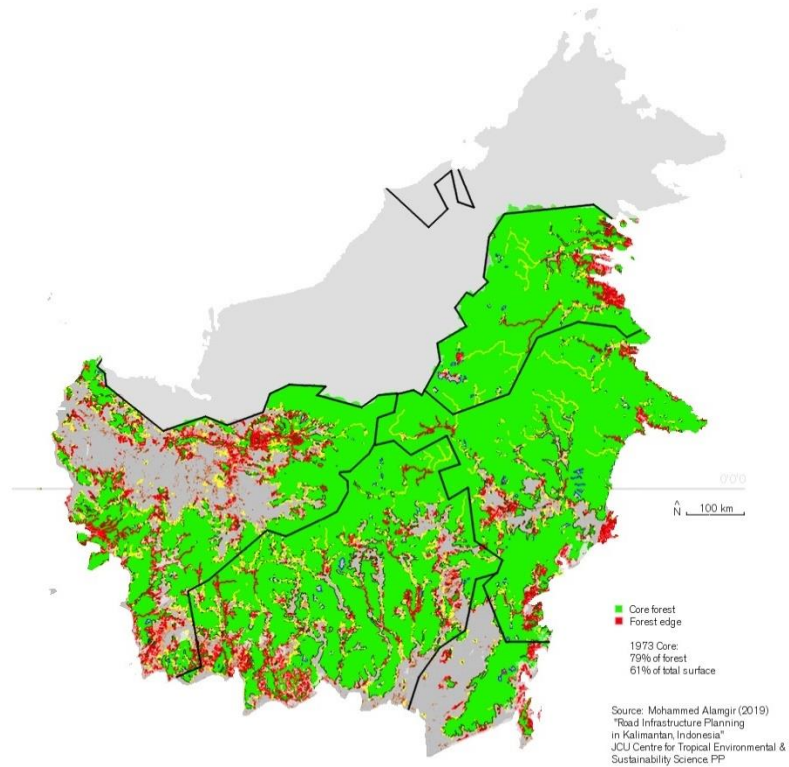 0°0'0
^
N 100 km
Core forest
Forest edge
1973 Core:
79% of forest
61% of total surface
Source: Mohammed Alamgir (2019)
"Road Infrastructure Planning
in Kalimantan, Indonesia"
JCU Centre for Tropical Environmental &
Sustainability Science. PP